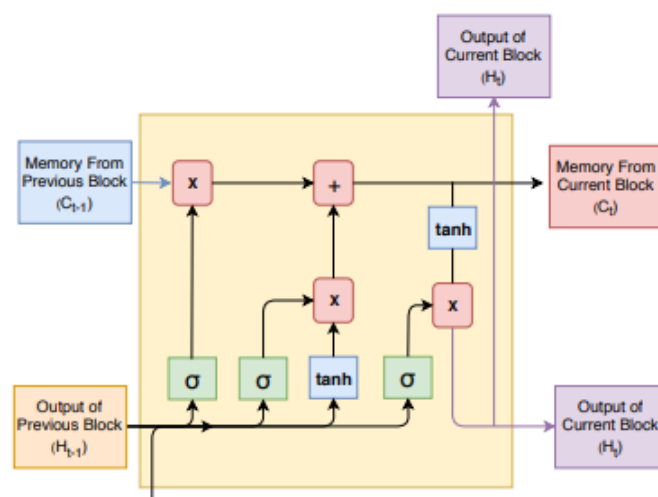 Output of
Current Block
(Ht)
Memory From
Previous Block
(Ct-1)
x
+
Memory From
Current Block
(Ct)
tanh
x
x
σ
σ
tanh
σ
Output of
Previous Block
(Ht-1)
Output of
Current Block
(Ht)